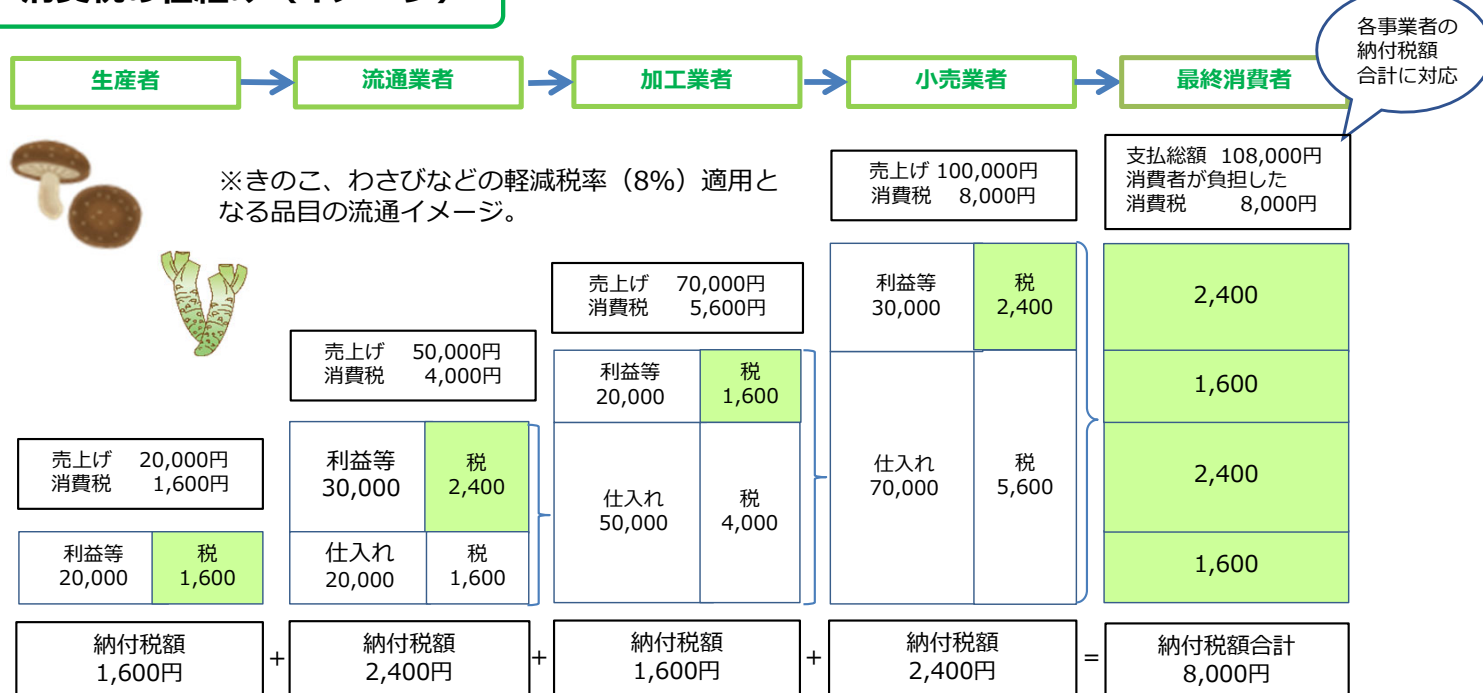 消費税の仕組み（イメージ）
各事業者の
納付税額
合計に対応
生産者
流通業者
加工業者
小売業者
最終消費者
※きのこ、わさびなどの軽減税率（8%）適用と
なる品目の流通イメージ。
売上げ 20,000円
消費税 1,600円
利益等
20,000
税
1,600
売上げ 50,000円
消費税 4,000円
利益等
30,000
税
2,400
仕入れ
20,000
税
1,600
売上げ 70,000円
消費税 5,600円
利益等
20,000
税
1,600
仕入れ
50,000
税
4,000
売上げ 100,000円
消費税 8,000円
利益等
30,000
税
2,400
仕入れ
70,000
税
5,600
支払総額 108,000円
消費者が負担した
消費税 8,000円
2,400
1,600
2,400
1,600
納付税額
1,600円
+
納付税額
2,400円
+
納付税額
1,600円
+
納付税額
2,400円
=
納付税額合計
8,000円